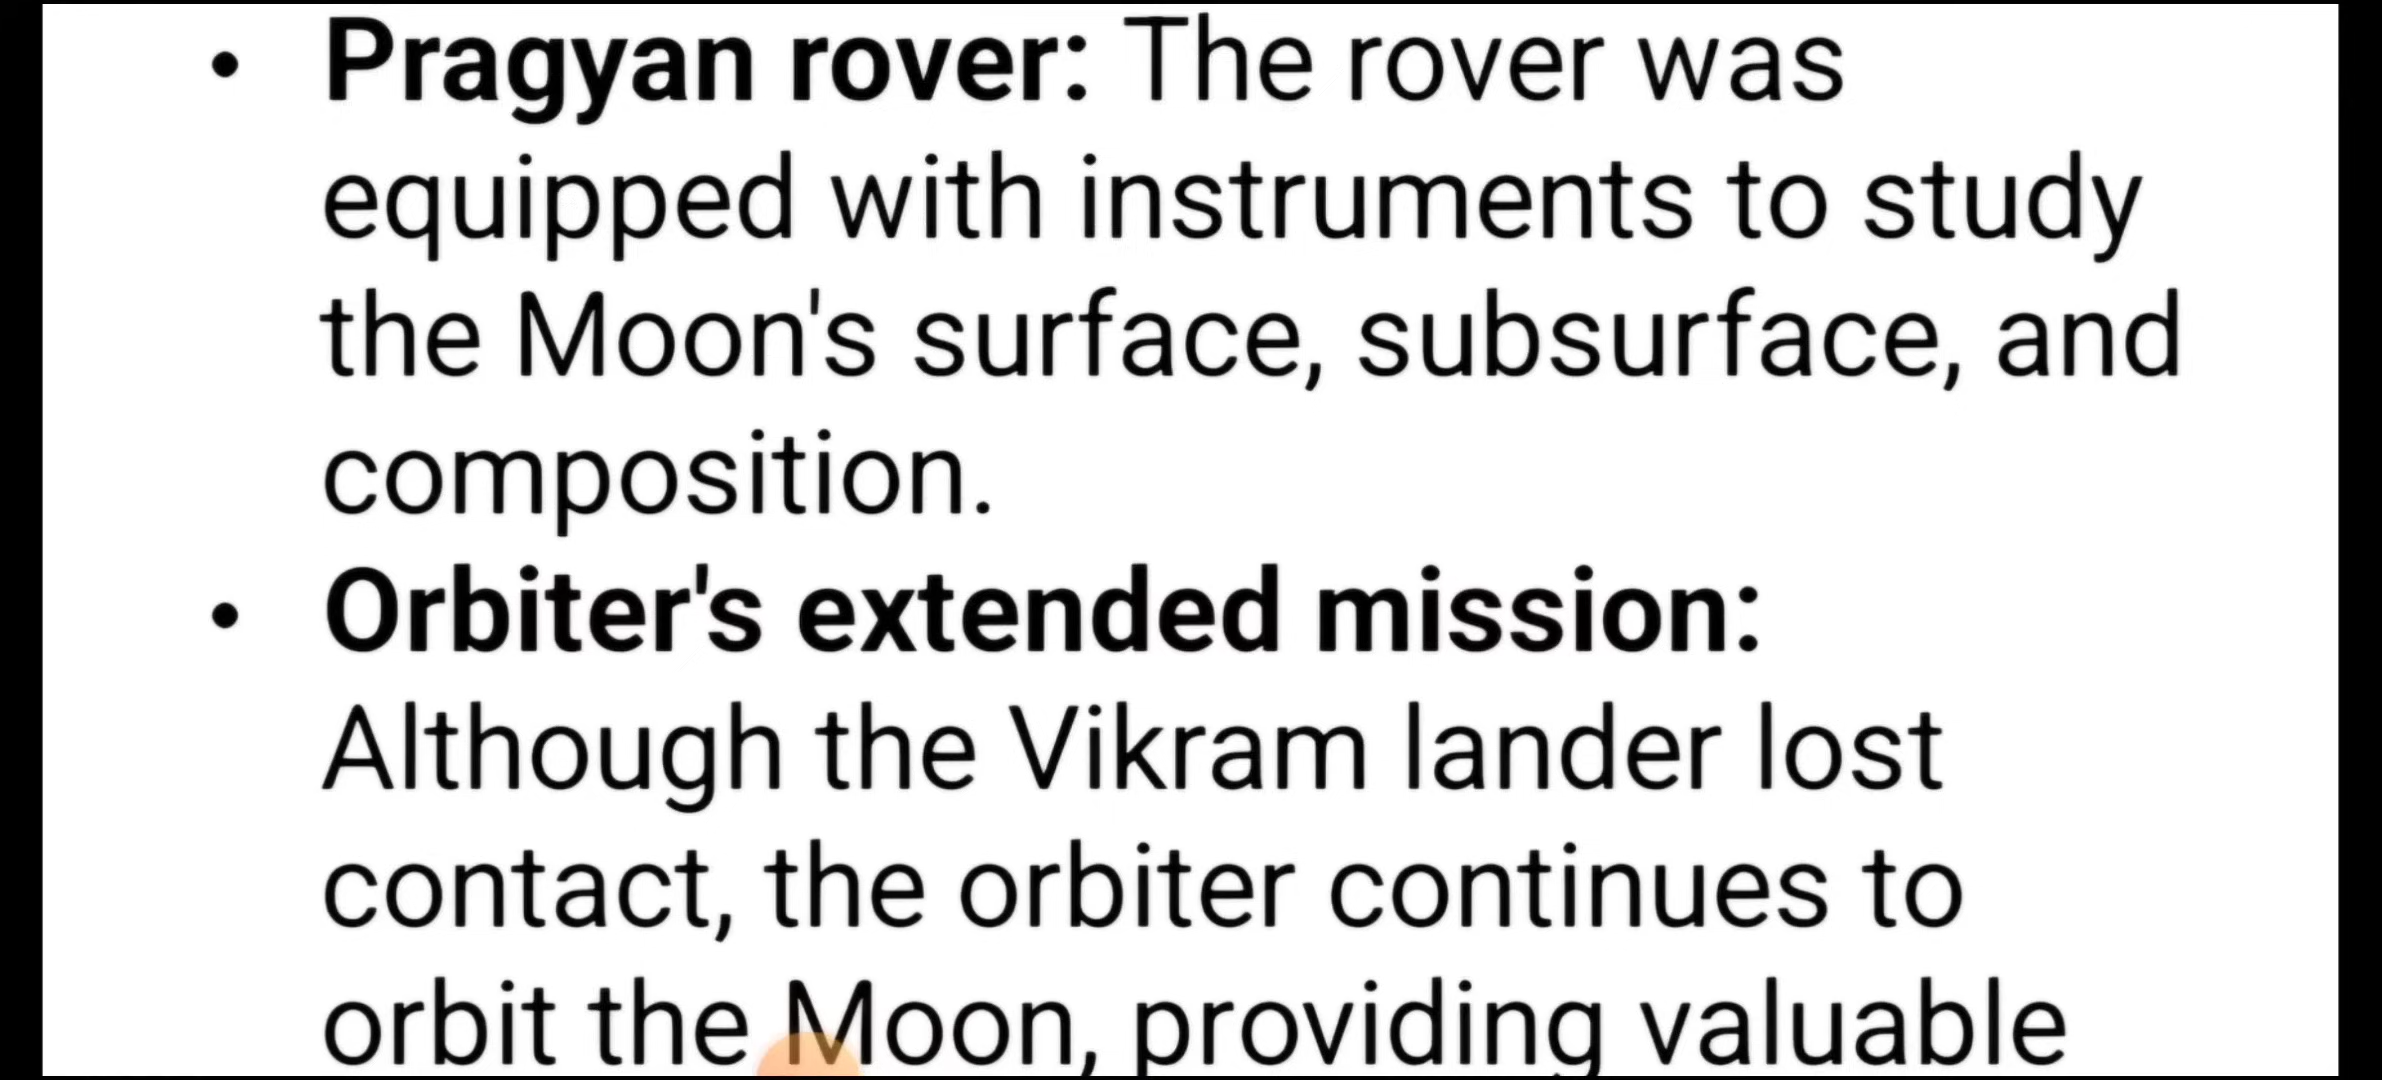 • Pragyan rover: The rover was
equipped with instruments to study
the Moon's surface, subsurface, and
composition.
• Orbiter's extended mission:
Although the Vikram lander lost
contact, the orbiter continues to
orbit the Moon, providing valuable